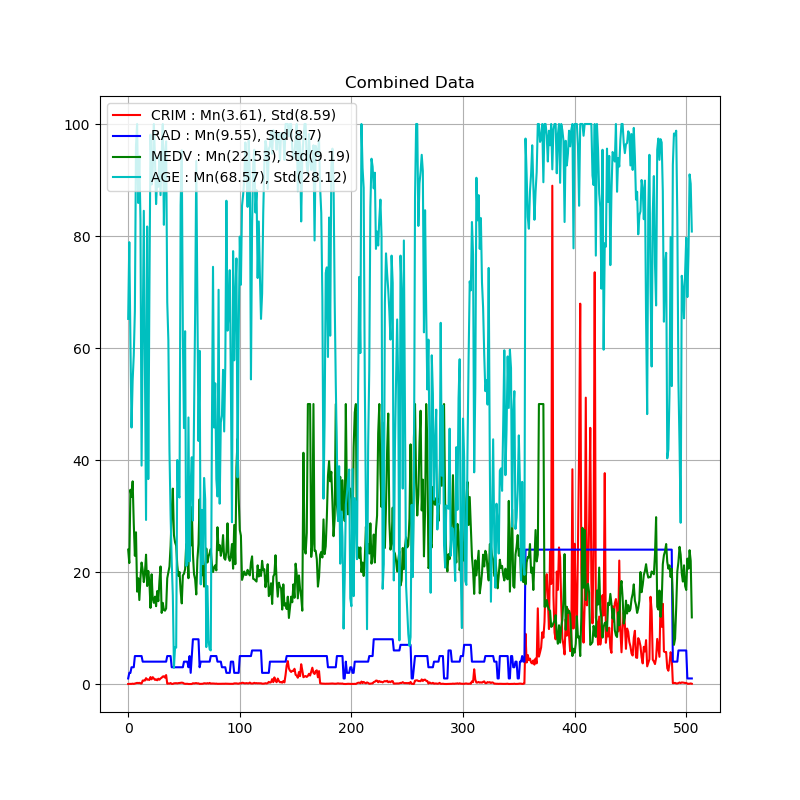 Combined Data
CRIM : Mn(3.61), Std(8.59)
RAD : Mn(9.55), Std(8.7)
MEDV : Mn(22.53), Std(9.19)
AGE : Mn(68.57), Std(28.12)
100
80
60
40
20
0
0 100 200 300 400 500